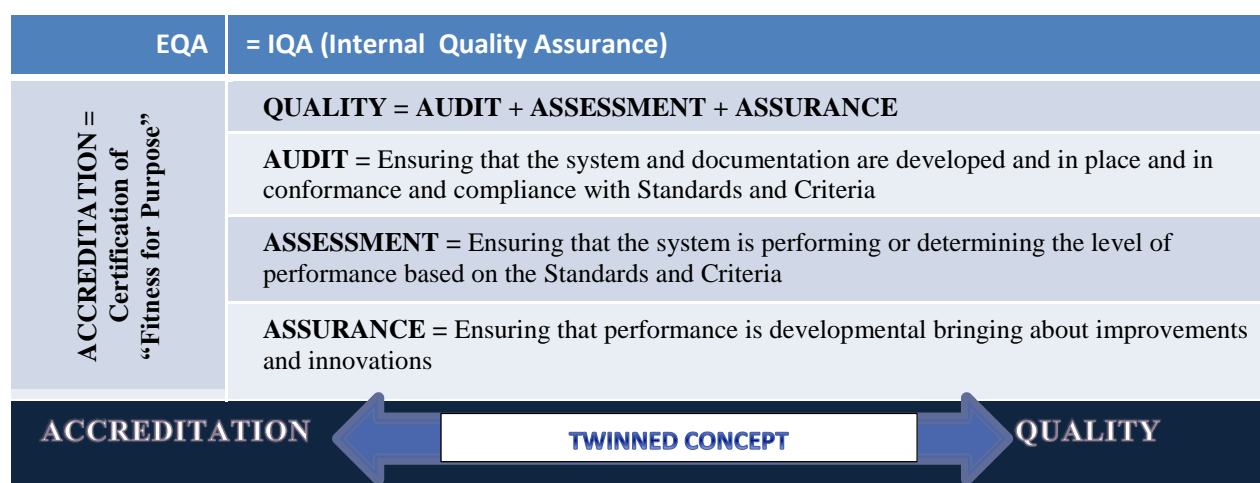 EQA
= IQA (Internal  Quality Assurance)
ACCREDITATION =
Certification of
“Fitness for Purpose”
QUALITY = AUDIT + ASSESSMENT + ASSURANCE
AUDIT = Ensuring that the system and documentation are developed and in place and in
conformance and compliance with Standards and Criteria
ASSESSMENT = Ensuring that the system is performing or determining the level of
performance based on the Standards and Criteria
ASSURANCE = Ensuring that performance is developmental bringing about improvements
and innovations
ACCREDITATION
TWINNED CONCEPT
QUALITY